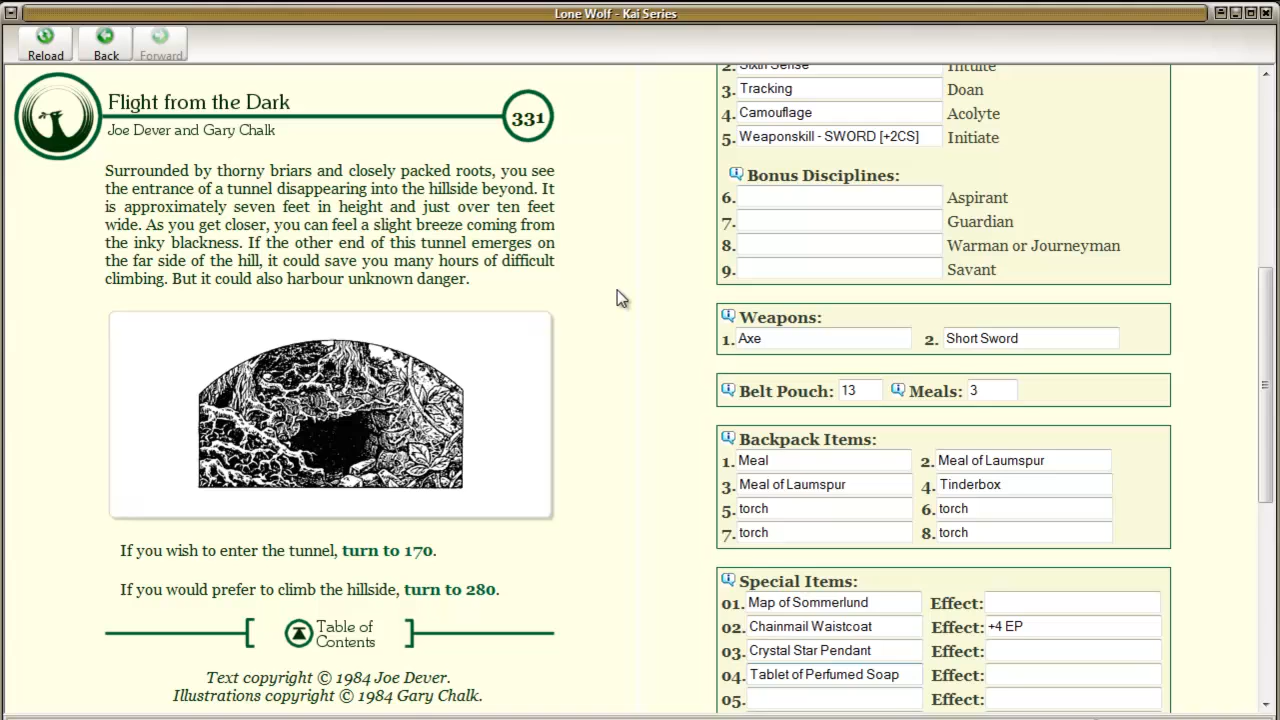 Lone Wolf - Kai Series
Reload
Back
Forward
Flight from the Dark
Joe Dever and Gary Chalk
331
Surrounded by thorny briars and closely packed roots, you see
the entrance of a tunnel disappearing into the hillside beyond. It
is approximately seven feet in height and just over ten feet
wide. As you get closer, you can feel a slight breeze coming from
the inky blackness. If the other end of this tunnel emerges on
the far side of the hill, it could save you many hours of difficult
climbing. But it could also harbour unknown danger.
If you wish to enter the tunnel, turn to 170.
If you would prefer to climb the hillside, turn to 280.
Table of
Contents
Text copyright © 1984 Joe Dever.
Illustrations copyright © 1984 Gary Chalk.
2. Sixth Sense Intuite
3. Tracking Doan
4. Camouflage Acolyte
5. Weaponskill - SWORD [+2CS] Initiate
Bonus Disciplines:
6. Aspirant
7. Guardian
8. Warman or Journeyman
9. Savant
Weapons:
1. Axe 2. Short Sword
Belt Pouch: 13 Meals: 3
Backpack Items:
1. Meal 2. Meal of Laumspur
3. Meal of Laumspur 4. Tinderbox
5. torch 6. torch
7. torch 8. torch
Special Items:
01. Map of Sommerlund Effect:
02. Chainmail Waistcoat Effect: +4 EP
03. Crystal Star Pendant Effect:
04. Tablet of Perfumed Soap Effect:
05. Effect: